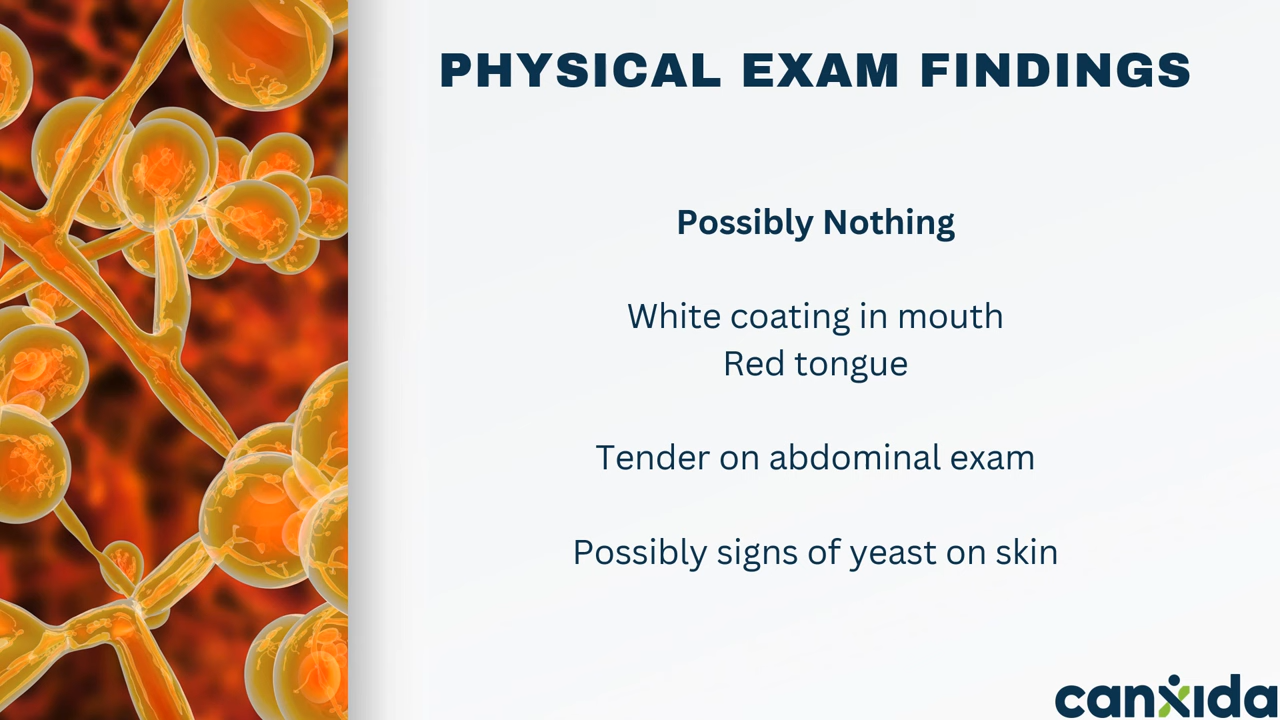 PHYSICAL EXAM FINDINGS
Possibly Nothing
White coating in mouth
Red tongue
Tender on abdominal exam
Possibly signs of yeast on skin
canxida